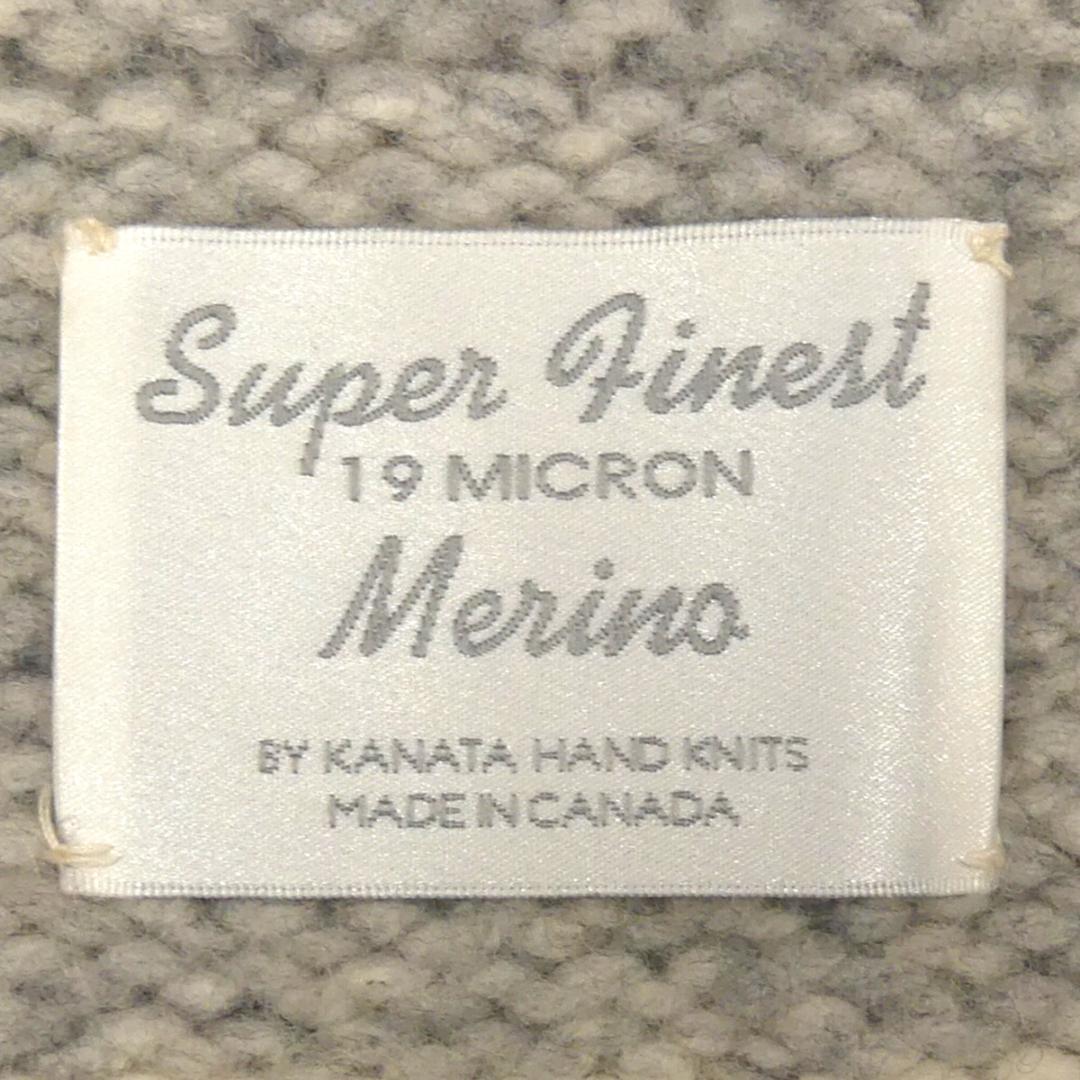 Super Finest
19 MICRON
Merino
BY KANATA HAND KNITS
MADE IN CANADA